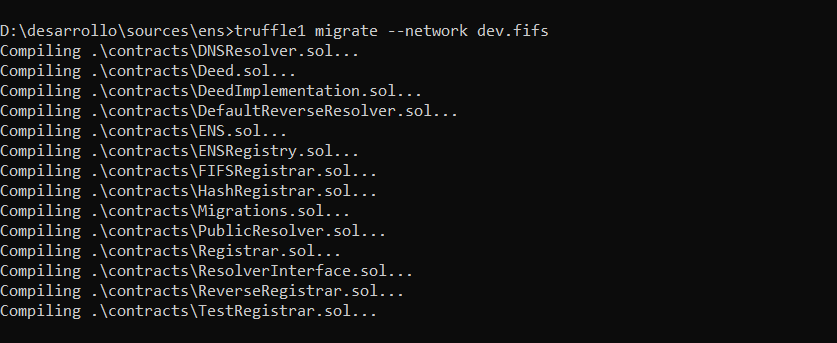 D:\desarrollo\sources\ens>truffle1 migrate --network dev.fifs
Compiling .\contracts\DNSResolver.sol...
Compiling .\contracts\Deed.sol...
Compiling .\contracts\DeedImplementation.sol...
Compiling .\contracts\DefaultReverseResolver.sol...
Compiling .\contracts\ENS.sol...
Compiling .\contracts\ENSRegistry.sol...
Compiling .\contracts\FIFSRegistrar.sol...
Compiling .\contracts\HashRegistrar.sol...
Compiling .\contracts\Migrations.sol...
Compiling .\contracts\PublicResolver.sol...
Compiling .\contracts\Registrar.sol...
Compiling .\contracts\ResolverInterface.sol...
Compiling .\contracts\ReverseRegistrar.sol...
Compiling .\contracts\TestRegistrar.sol...